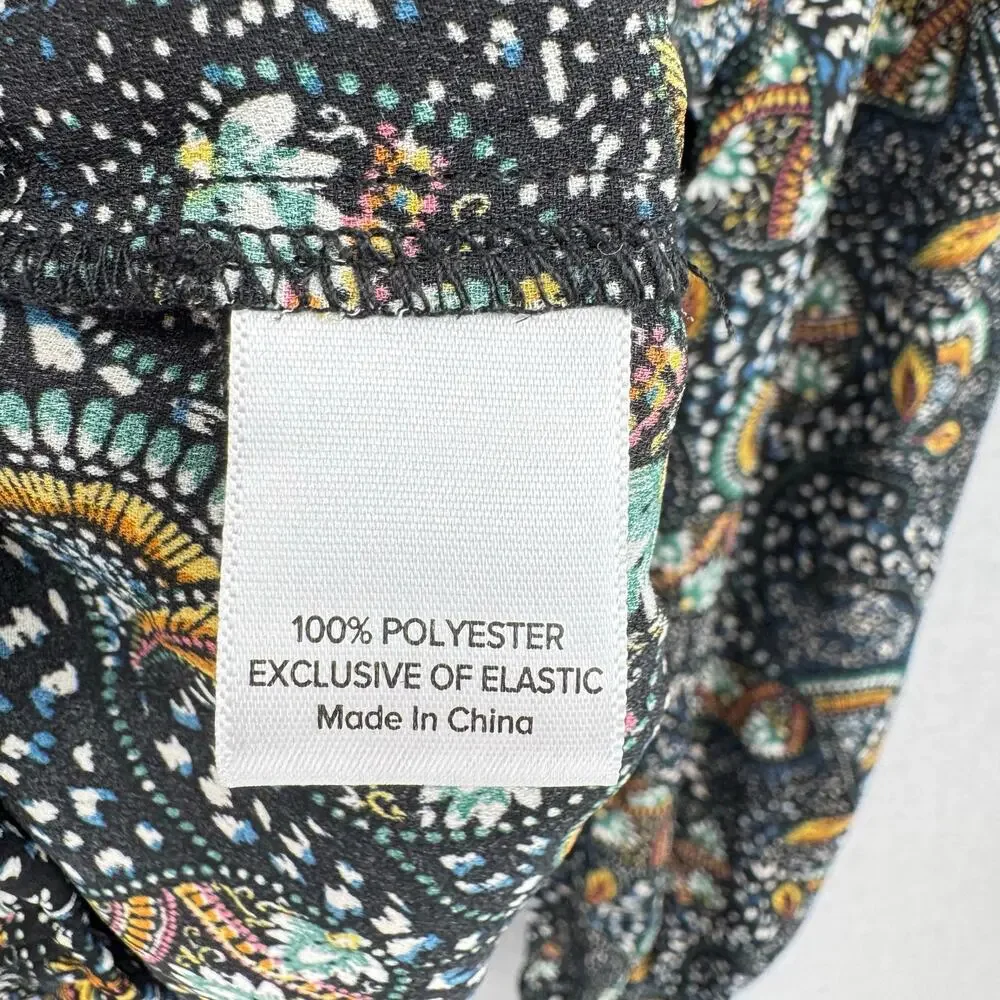 100% POLYESTER
EXCLUSIVE OF ELASTIC
Made In China